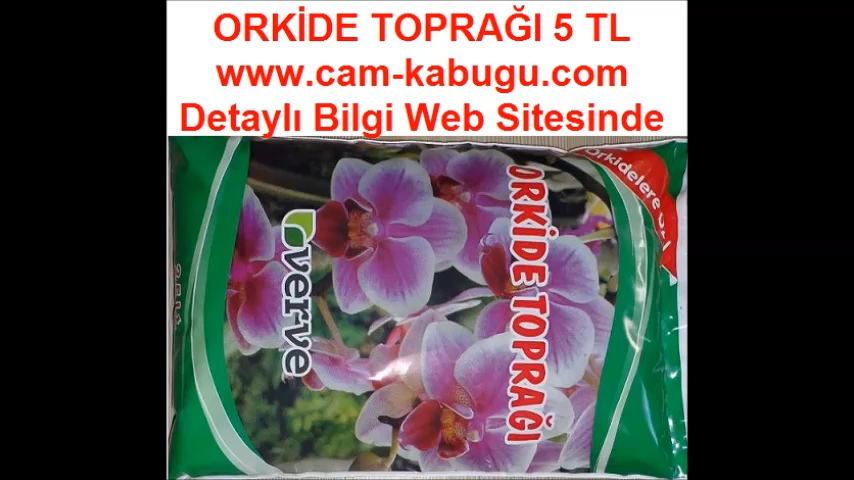 ORKİDE TOPRAĞI 5 TL
www.cam-kabugu.com
Detaylı Bilgi Web Sitesinde
Orkidelere
ORKİDE TOPRAĞI
verve